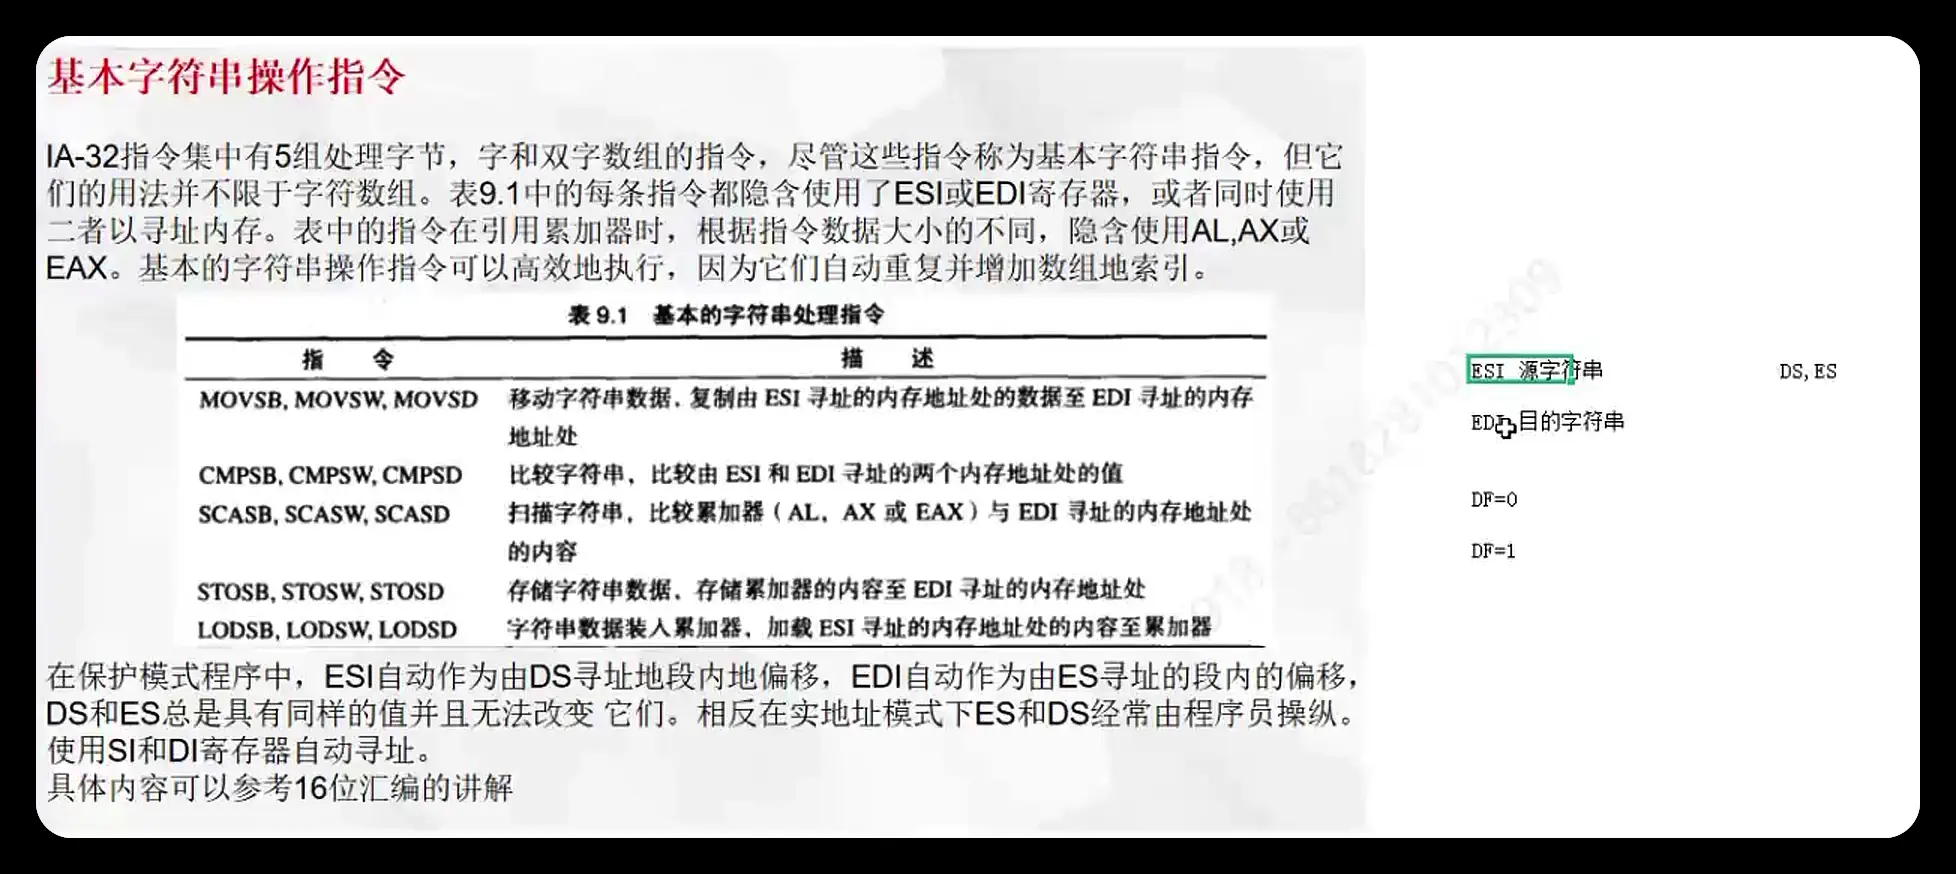 基本字符串操作指令
IA-32指令集中有5组处理字节，字和双字数组的指令，尽管这些指令称为基本字符串指令，但它
们的用法并不限于字符数组。表9.1中的每条指令都隐含使用了ESI或EDI寄存器，或者同时使用
二者以寻址内存。表中的指令在引用累加器时，根据指令数据大小的不同，隐含使用AL,AX或
EAX。基本的字符串操作指令可以高效地执行，因为它们自动重复并增加数组地索引。
表 9.1 基本的字符串处理指令
指 令 描 述
MOVSB, MOVSW, MOVSD 移动字符串数据，复制由 ESI 寻址的内存地址处的数据至 EDI 寻址的内存
地址处
CMPSB, CMPSW, CMPSD 比较字符串，比较由 ESI 和 EDI 寻址的两个内存地址处的值
SCASB, SCASW, SCASD 扫描字符串，比较累加器（AL，AX 或 EAX）与 EDI 寻址的内存地址处
的内容
STOSB, STOSW, STOSD 存储字符串数据，存储累加器的内容至 EDI 寻址的内存地址处
LODSB, LODSW, LODSD 字符串数据装入累加器，加载 ESI 寻址的内存地址处的内容至累加器
在保护模式程序中，ESI自动作为由DS寻址地段内地偏移，EDI自动作为由ES寻址的段内的偏移，
DS和ES总是具有同样的值并且无法改变 它们。相反在实地址模式下ES和DS经常由程序员操纵。
使用SI和DI寄存器自动寻址。
具体内容可以参考16位汇编的讲解
ESI 源字符串 DS,ES
EDI 目的字符串
DF=0
DF=1